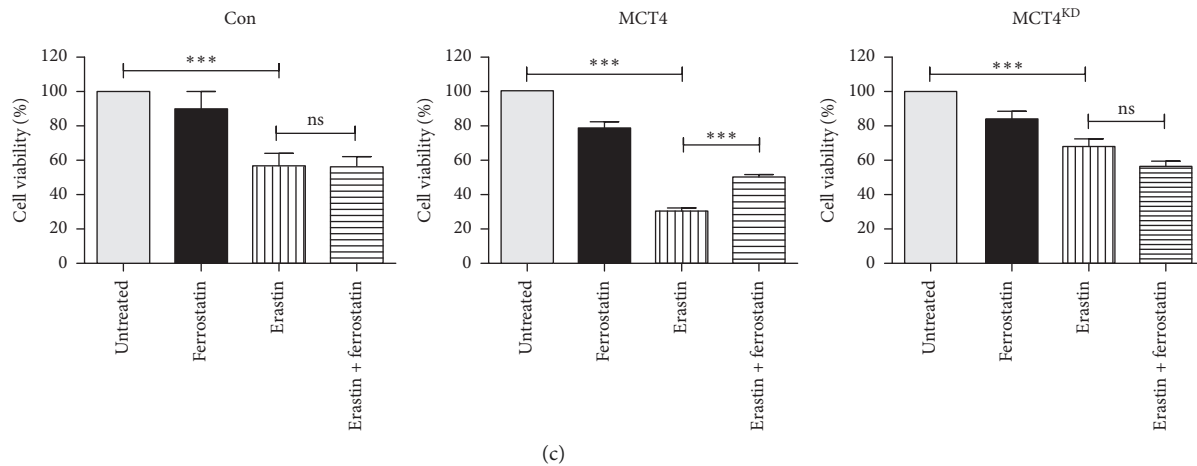 Con
Cell viability (%)
120
100
80
60
40
20
0
***
ns
Untreated
Ferrostatin
Erastin
Erastin + ferrostatin
MCT4
Cell viability (%)
120
100
80
60
40
20
0
***
***
Untreated
Ferrostatin
Erastin
Erastin + ferrostatin
MCT4ᴷᴰ
Cell viability (%)
120
100
80
60
40
20
0
***
ns
Untreated
Ferrostatin
Erastin
Erastin + ferrostatin
(c)